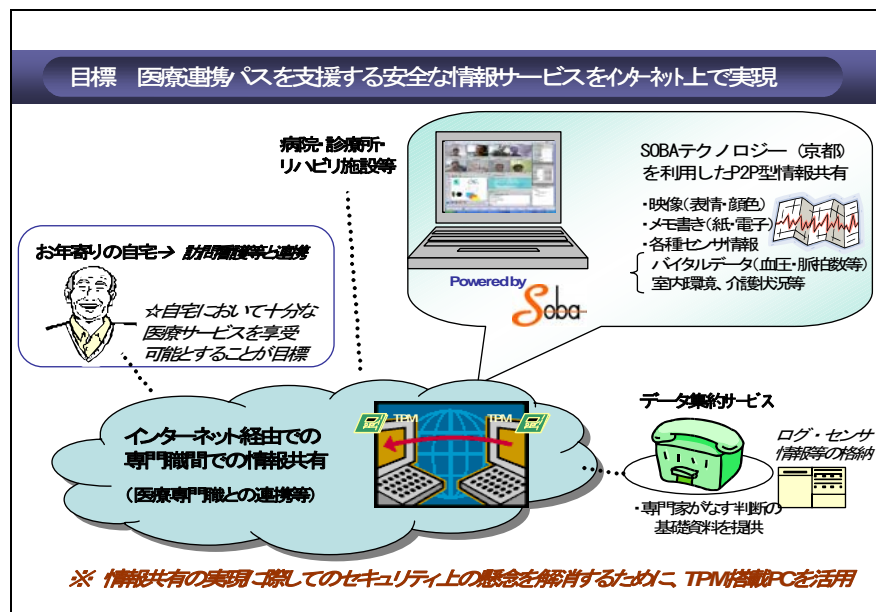 目標　医療連携パスを支援する安全な情報サービスをインターネット上で実現
病院・診療所・
リハビリ施設等
SOBAテクノロジー（京都）
を利用したP2P型情報共有
・映像(表情・顔色)
・メモ書き(紙・電子)
・各種センサ情報
バイタルデータ(血圧・脈拍数等)
室内環境、介護状況等
Powered by
Soba
お年寄りの自宅→ 訪問看護等と連携
☆自宅において十分な
医療サービスを享受
可能とすることが目標
TPM
TPM
インターネット経由での
専門職間での情報共有
(医療専門職との連携等)
データ集約サービス
ログ・センサ
情報等の格納
・専門家がなす判断の
基礎資料を提供
※ 情報共有の実現に際してのセキュリティ上の懸念を解消するために、TPM搭載PCを活用